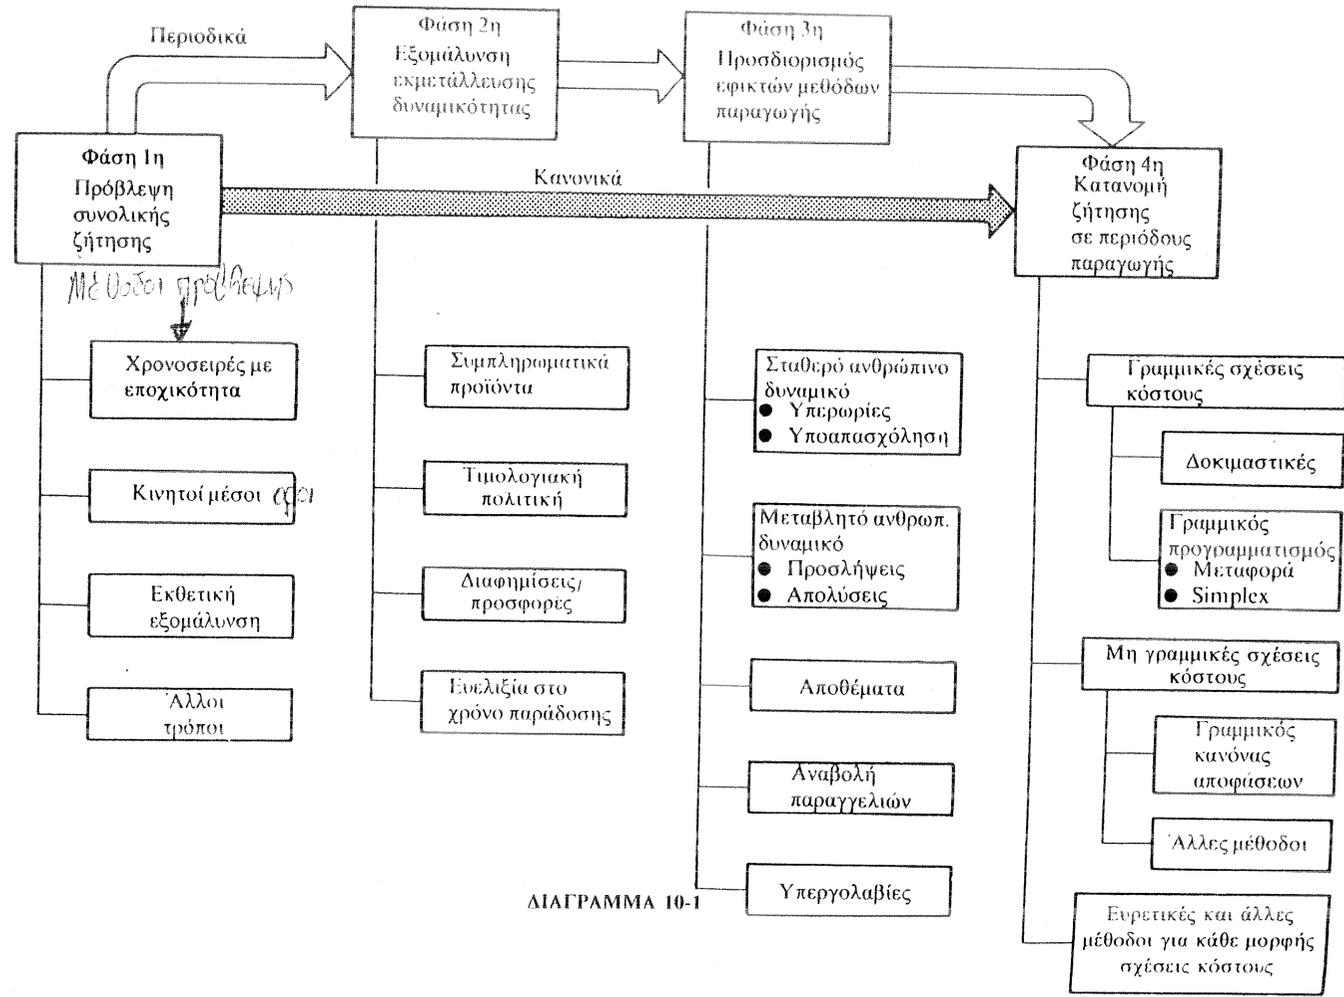 Περιοδικά
Φάση 2η
Εξομάλυνση
εκμετάλλευσης
δυναμικότητας
Φάση 3η
Προσδιορισμός
εφικτών μεθόδων
παραγωγής
Φάση 1η
Πρόβλεψη
συνολικής
ζήτησης
Κανονικά
Φάση 4η
Κατανομή
ζήτησης
σε περιόδους
παραγωγής
Μέθοδοι πρόβλεψης
Χρονοσειρές με
εποχικότητα
Κινητοί μέσοι όροι
Εκθετική
εξομάλυνση
Άλλοι
τρόποι
Συμπληρωματικά
προϊόντα
Τιμολογιακή
πολιτική
Διαφημίσεις/
προσφορές
Ευελιξία στο
χρόνο παράδοσης
Σταθερό ανθρώπινο
δυναμικό
● Υπερωρίες
● Υποαπασχόληση
Μεταβλητό ανθρωπ.
δυναμικό
● Προσλήψεις
● Απολύσεις
Αποθέματα
Αναβολή
παραγγελιών
Υπεργολαβίες
Γραμμικές σχέσεις
κόστους
Δοκιμαστικές
Γραμμικός
προγραμματισμός
● Μεταφορά
● Simplex
Μη γραμμικές σχέσεις
κόστους
Γραμμικός
κανόνας
αποφάσεων
Άλλες μέθοδοι
Ευρετικές και άλλες
μέθοδοι για κάθε μορφής
σχέσεις κόστους
ΔΙΑΓΡΑΜΜΑ 10-1